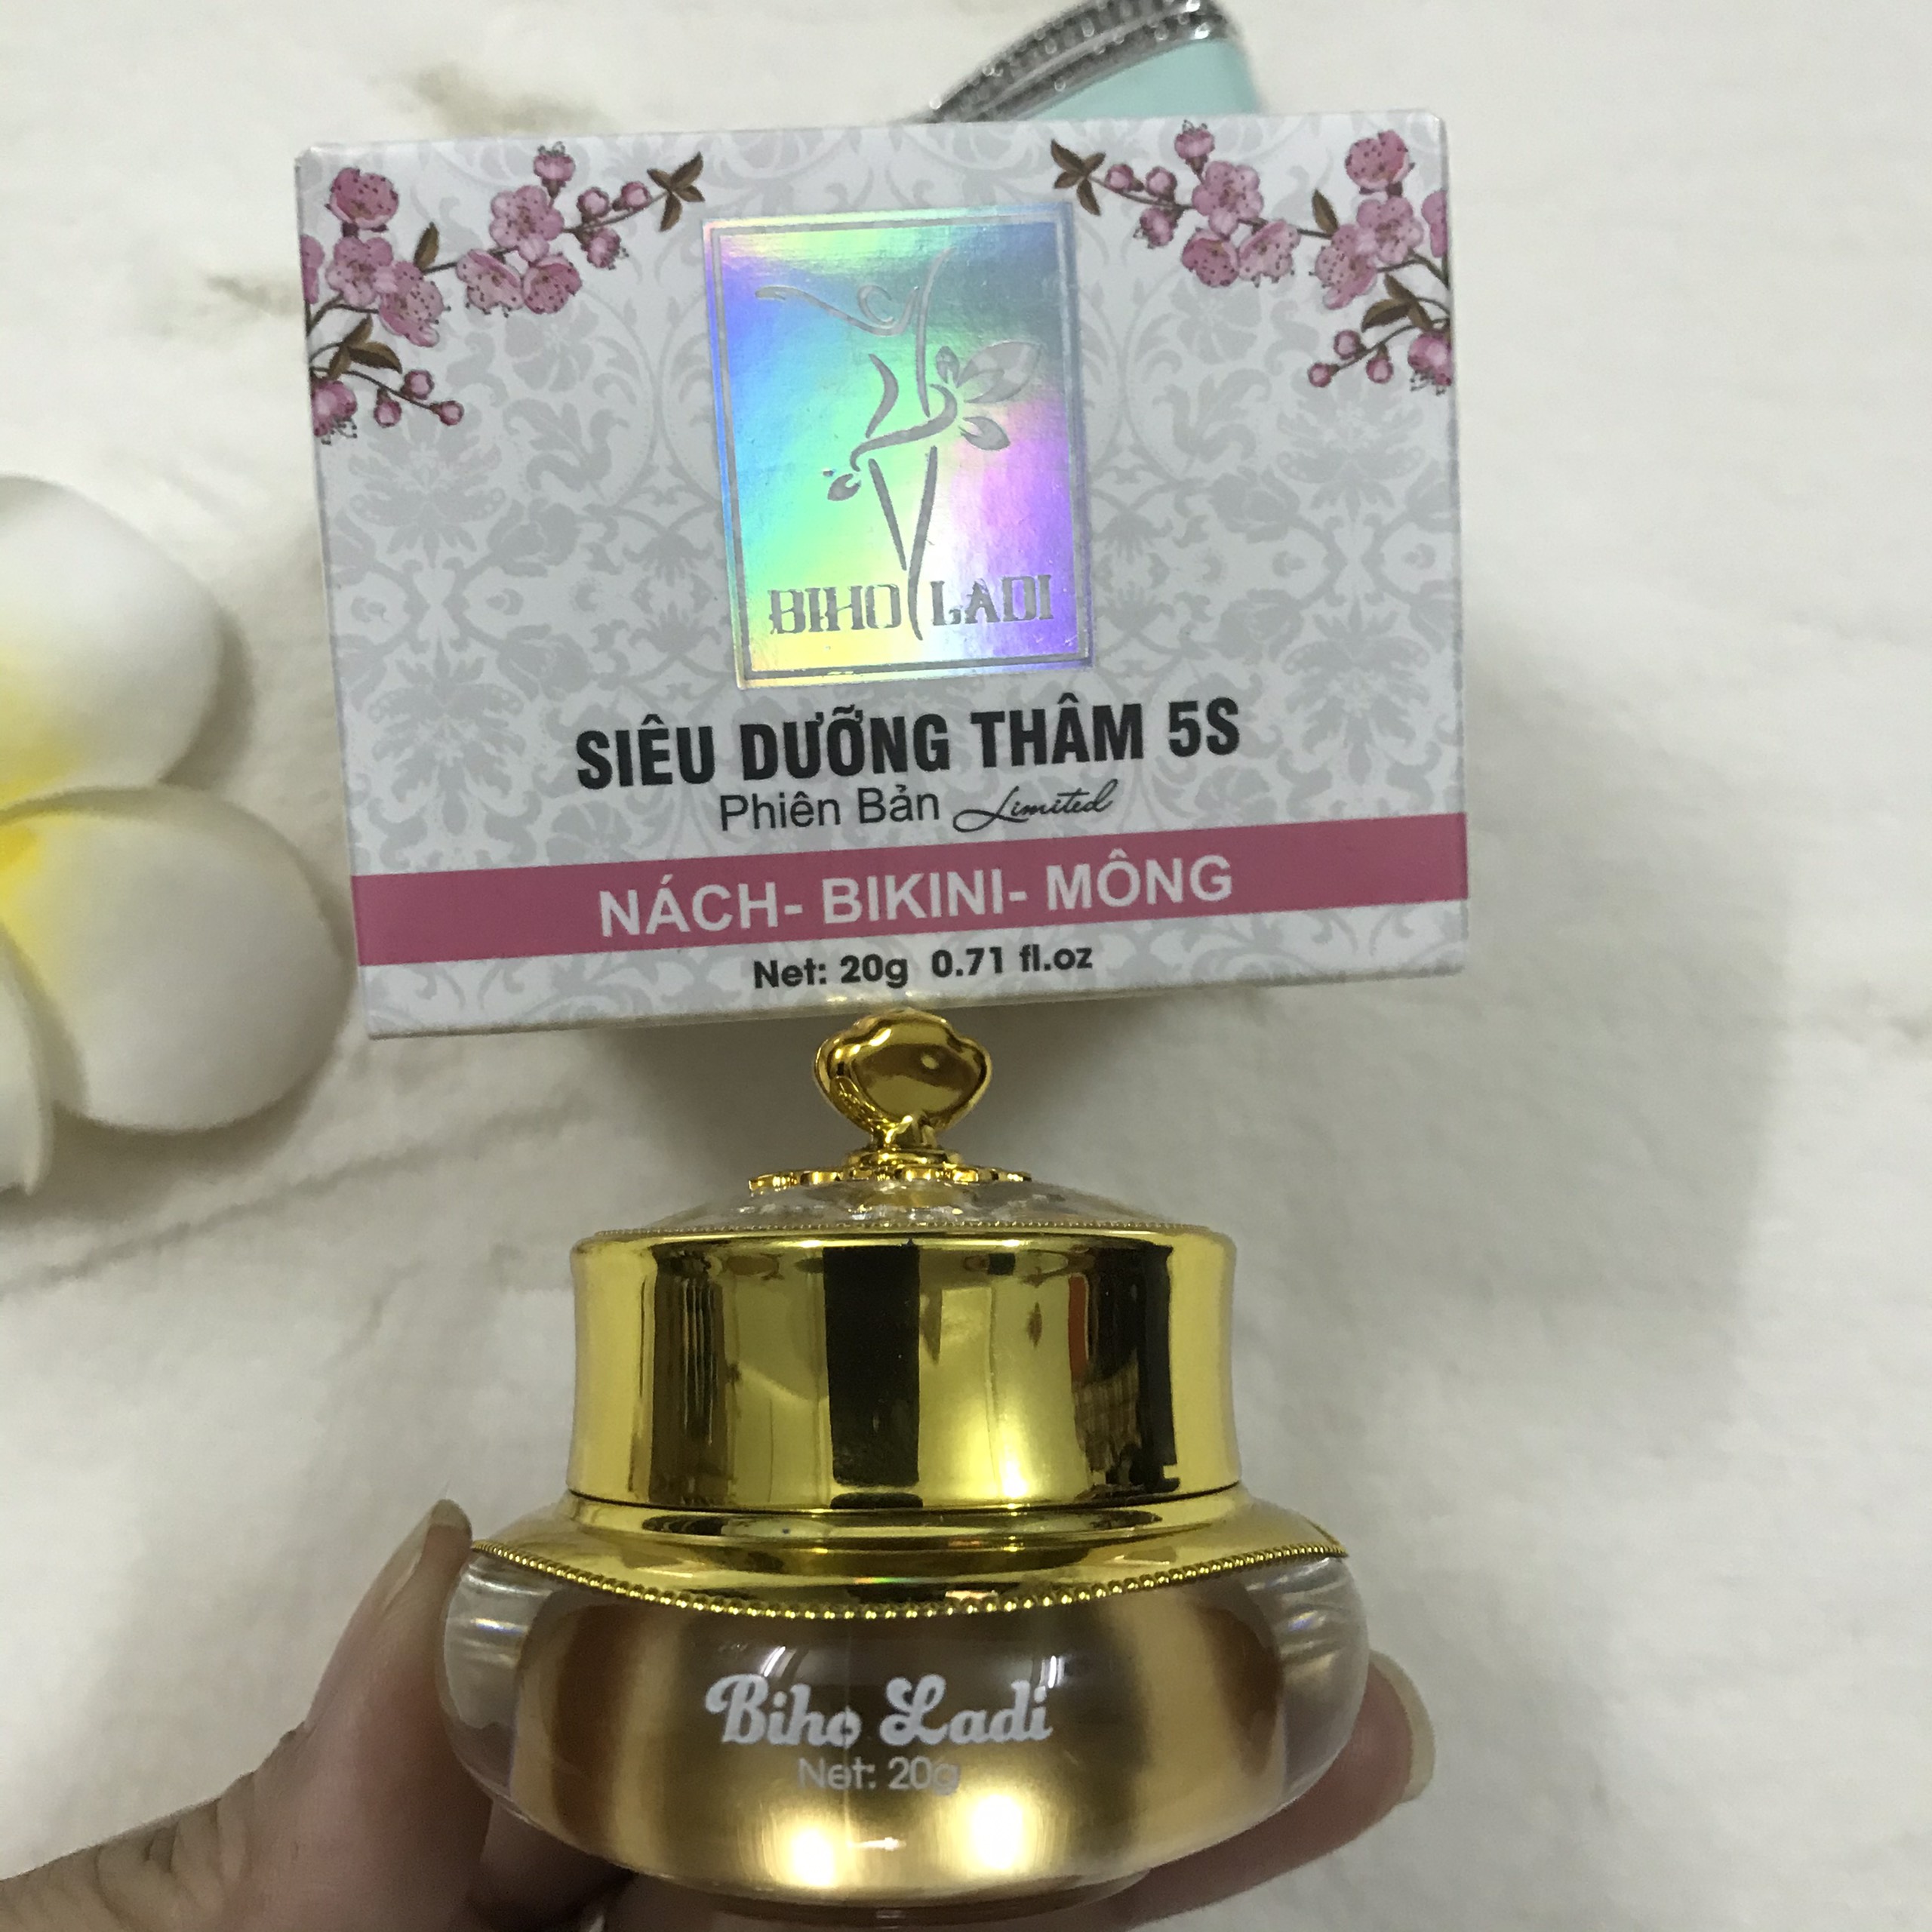 BIHO LADI
SIÊU DƯỠNG THÂM 5S
Phiên Bản Limited
NÁCH- BIKINI- MÔNG
Net: 20g 0.71 fl.oz
Biho Ladi
Net: 20g